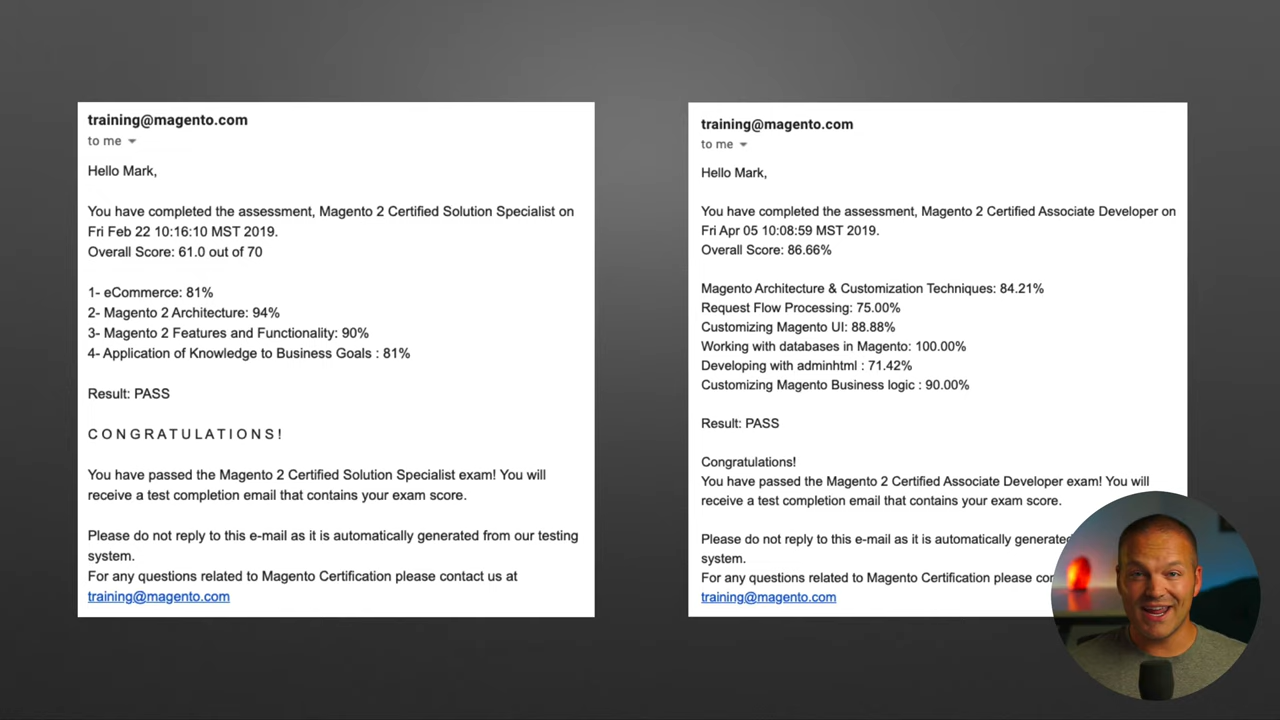 training@magento.com
to me
Hello Mark,
You have completed the assessment, Magento 2 Certified Solution Specialist on
Fri Feb 22 10:16:10 MST 2019.
Overall Score: 61.0 out of 70
1- eCommerce: 81%
2- Magento 2 Architecture: 94%
3- Magento 2 Features and Functionality: 90%
4- Application of Knowledge to Business Goals : 81%
Result: PASS
C O N G R A T U L A T I O N S !
You have passed the Magento 2 Certified Solution Specialist exam! You will
receive a test completion email that contains your exam score.
Please do not reply to this e-mail as it is automatically generated from our testing
system.
For any questions related to Magento Certification please contact us at
training@magento.com
training@magento.com
to me
Hello Mark,
You have completed the assessment, Magento 2 Certified Associate Developer on
Fri Apr 05 10:08:59 MST 2019.
Overall Score: 86.66%
Magento Architecture & Customization Techniques: 84.21%
Request Flow Processing: 75.00%
Customizing Magento UI: 88.88%
Working with databases in Magento: 100.00%
Developing with adminhtml : 71.42%
Customizing Magento Business logic : 90.00%
Result: PASS
Congratulations!
You have passed the Magento 2 Certified Associate Developer exam! You will
receive a test completion email that contains your exam score.
Please do not reply to this e-mail as it is automatically
system.
For any questions related to Magento Certification please
training@magento.com